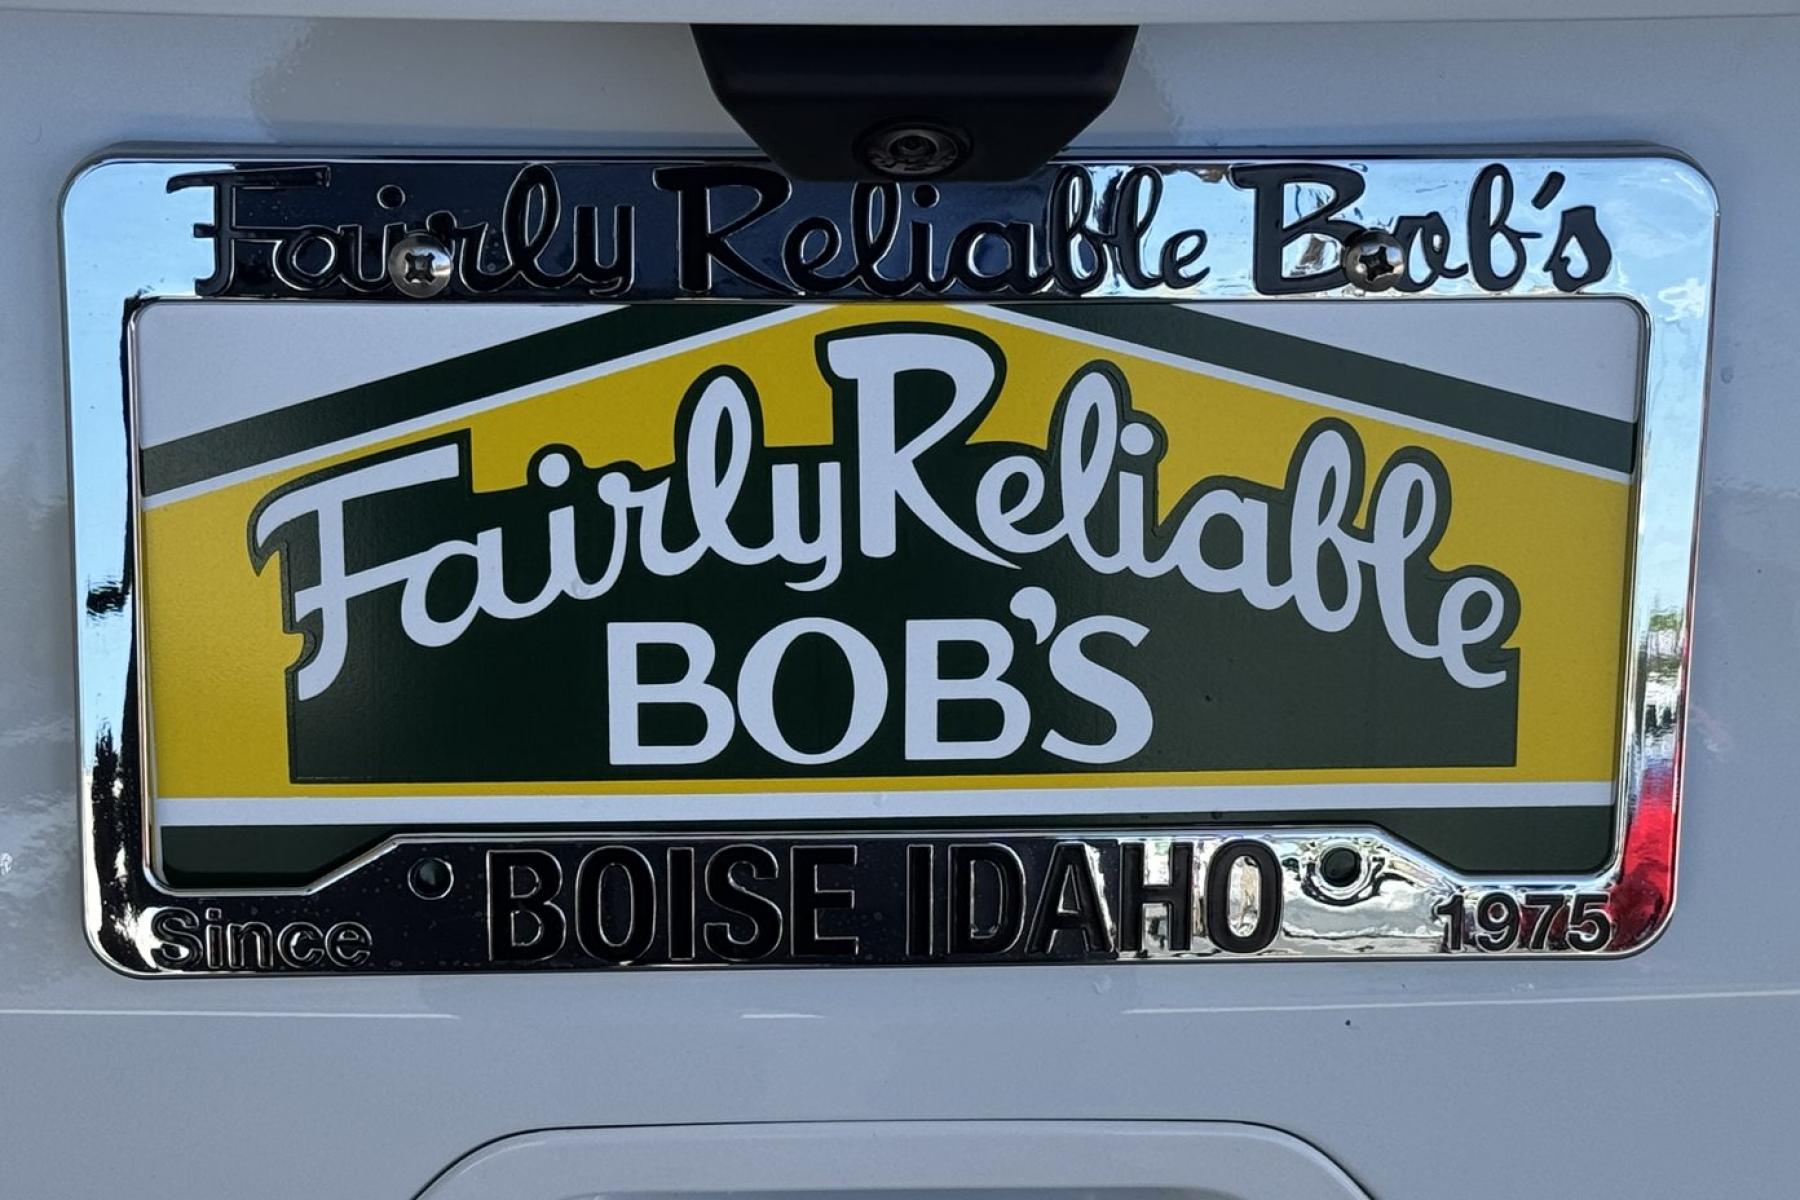 Fairly Reliable Bob's
Fairly Reliable
BOB'S
Since BOISE IDAHO 1975